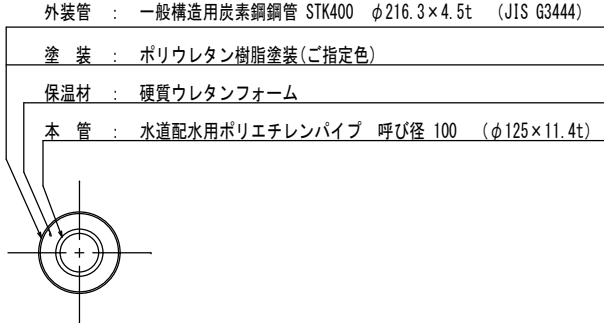 外装管 : 一般構造用炭素鋼鋼管 STK400 φ216.3×4.5t (JIS G3444)
塗 装 : ポリウレタン樹脂塗装(ご指定色)
保温材 : 硬質ウレタンフォーム
本 管 : 水道配水用ポリエチレンパイプ 呼び径 100 (φ125×11.4t)